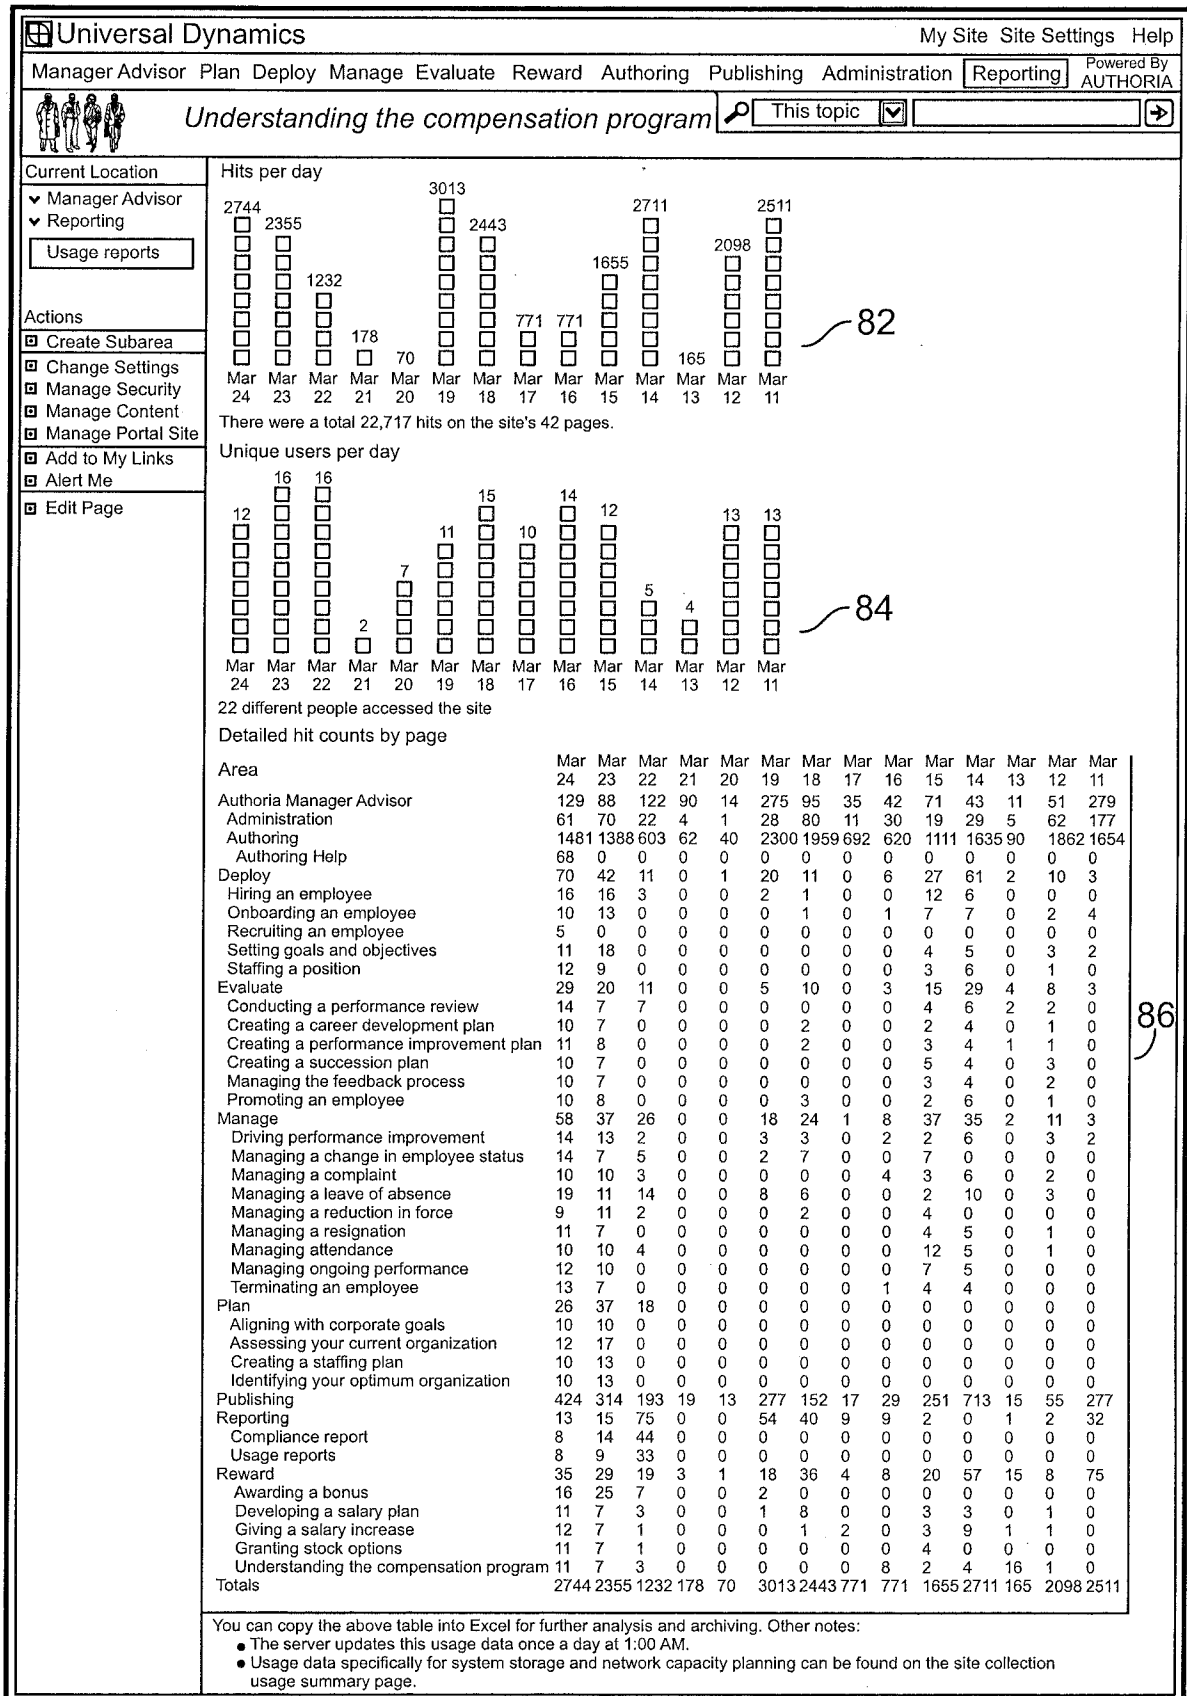 Universal Dynamics My Site Site Settings Help
Manager Advisor Plan Deploy Manage Evaluate Reward Authoring Publishing Administration Reporting Powered By AUTHORIA
Understanding the compensation program This topic
Current Location
Manager Advisor
Reporting
Usage reports
Actions
Create Subarea
Change Settings
Manage Security
Manage Content
Manage Portal Site
Add to My Links
Alert Me
Edit Page
Hits per day
2744 2355 1232 178 70 3013 2443 771 771 1655 2711 165 2098 2511
Mar Mar Mar Mar Mar Mar Mar Mar Mar Mar Mar Mar Mar Mar
24 23 22 21 20 19 18 17 16 15 14 13 12 11
82
There were a total 22,717 hits on the site's 42 pages.
Unique users per day
12 16 16 2 7 11 15 10 14 12 5 4 13 13
Mar Mar Mar Mar Mar Mar Mar Mar Mar Mar Mar Mar Mar Mar
24 23 22 21 20 19 18 17 16 15 14 13 12 11
84
22 different people accessed the site
Detailed hit counts by page
Mar Mar Mar Mar Mar Mar Mar Mar Mar Mar Mar Mar Mar Mar
Area 24 23 22 21 20 19 18 17 16 15 14 13 12 11
Authoria Manager Advisor 129 88 122 90 14 275 95 35 42 71 43 11 51 279
Administration 61 70 22 4 1 28 80 11 30 19 29 5 62 177
Authoring 1481 1388 603 62 40 2300 1959 692 620 1111 1635 90 1862 1654
Authoring Help 68 0 0 0 0 0 0 0 0 0 0 0 0 0
Deploy 70 42 11 0 1 20 11 0 6 27 61 2 10 3
Hiring an employee 16 16 3 0 0 2 1 0 0 12 6 0 0 0
Onboarding an employee 10 13 0 0 0 0 1 0 1 7 7 0 2 4
Recruiting an employee 5 0 0 0 0 0 0 0 0 0 0 0 0 0
Setting goals and objectives 11 18 0 0 0 0 0 0 0 4 5 0 3 2
Staffing a position 12 9 0 0 0 0 0 0 0 3 6 0 1 0
Evaluate 29 20 11 0 0 5 10 0 3 15 29 4 8 3
Conducting a performance review 14 7 7 0 0 0 0 0 0 4 6 2 2 0
Creating a career development plan 10 7 0 0 0 0 2 0 0 2 4 0 1 0
Creating a performance improvement plan 11 8 0 0 0 0 2 0 0 3 4 1 1 0
Creating a succession plan 10 7 0 0 0 0 0 0 0 5 4 0 3 0
Managing the feedback process 10 7 0 0 0 0 0 0 0 3 4 0 2 0
Promoting an employee 10 8 0 0 0 0 3 0 0 2 6 0 1 0
Manage 58 37 26 0 0 18 24 1 8 37 35 2 11 3
Driving performance improvement 14 13 2 0 0 3 3 0 2 2 6 0 3 2
Managing a change in employee status 14 7 5 0 0 2 7 0 0 7 0 0 0 0
Managing a complaint 10 10 3 0 0 0 0 0 4 3 6 0 2 0
Managing a leave of absence 19 11 14 0 0 8 6 0 0 2 10 0 3 0
Managing a reduction in force 9 11 2 0 0 0 2 0 0 4 0 0 0 0
Managing a resignation 11 7 0 0 0 0 0 0 0 4 5 0 1 0
Managing attendance 10 10 4 0 0 0 0 0 0 12 5 0 1 0
Managing ongoing performance 12 10 0 0 0 0 0 0 0 7 5 0 0 0
Terminating an employee 13 7 0 0 0 0 0 0 1 4 4 0 0 0
Plan 26 37 18 0 0 0 0 0 0 0 0 0 0 0
Aligning with corporate goals 10 10 0 0 0 0 0 0 0 0 0 0 0 0
Assessing your current organization 12 17 0 0 0 0 0 0 0 0 0 0 0 0
Creating a staffing plan 10 13 0 0 0 0 0 0 0 0 0 0 0 0
Identifying your optimum organization 10 13 0 0 0 0 0 0 0 0 0 0 0 0
Publishing 424 314 193 19 13 277 152 17 29 251 713 15 55 277
Reporting 13 15 75 0 0 54 40 9 9 2 0 1 2 32
Compliance report 8 14 44 0 0 0 0 0 0 0 0 0 0 0
Usage reports 8 9 33 0 0 0 0 0 0 0 0 0 0 0
Reward 35 29 19 3 1 18 36 4 8 20 57 15 8 75
Awarding a bonus 16 25 7 0 0 2 0 0 0 0 0 0 0 0
Developing a salary plan 11 7 3 0 0 1 8 0 0 3 3 0 1 0
Giving a salary increase 12 7 1 0 0 0 1 2 0 3 9 1 1 0
Granting stock options 11 7 1 0 0 0 0 0 0 4 0 0 0 0
Understanding the compensation program 11 7 3 0 0 0 0 0 8 2 4 16 1 0
Totals 2744 2355 1232 178 70 3013 2443 771 771 1655 2711 165 2098 2511
86
You can copy the above table into Excel for further analysis and archiving. Other notes:
● The server updates this usage data once a day at 1:00 AM.
● Usage data specifically for system storage and network capacity planning can be found on the site collection
usage summary page.